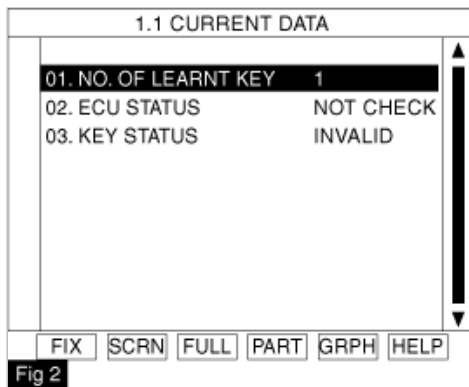 1.1 CURRENT DATA
01. NO. OF LEARNT KEY 1
02. ECU STATUS NOT CHECK
03. KEY STATUS INVALID
FIX SCRN FULL PART GRPH HELP
Fig 2